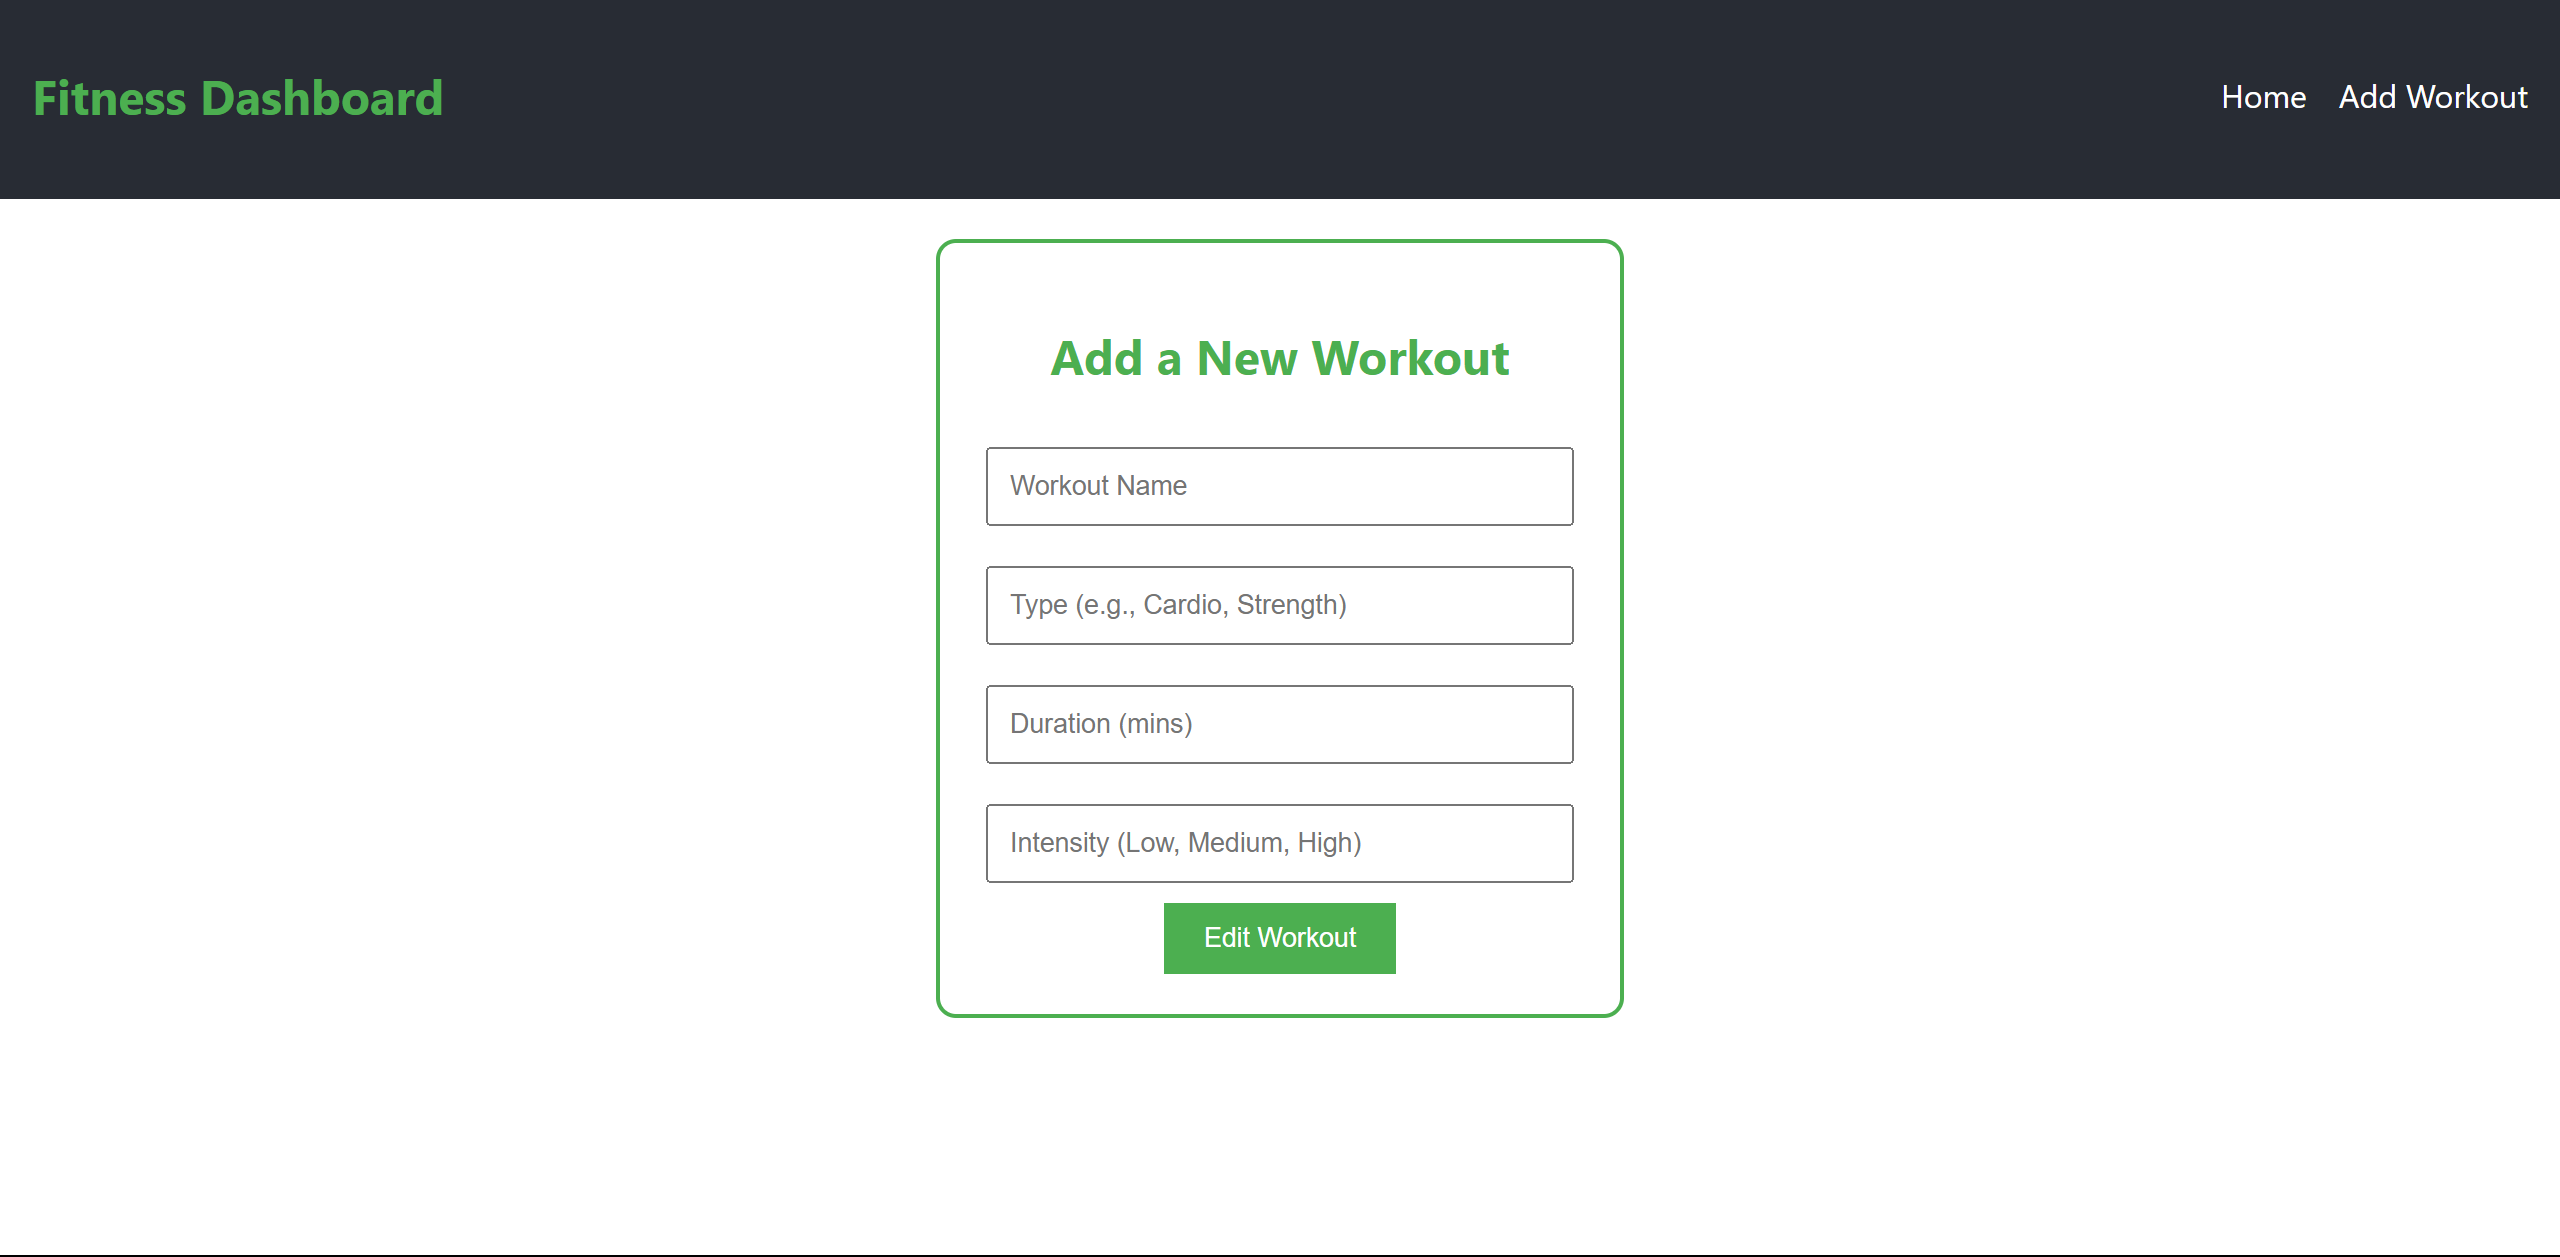 Fitness Dashboard
Home Add Workout
Add a New Workout
Workout Name
Type (e.g., Cardio, Strength)
Duration (mins)
Intensity (Low, Medium, High)
Edit Workout